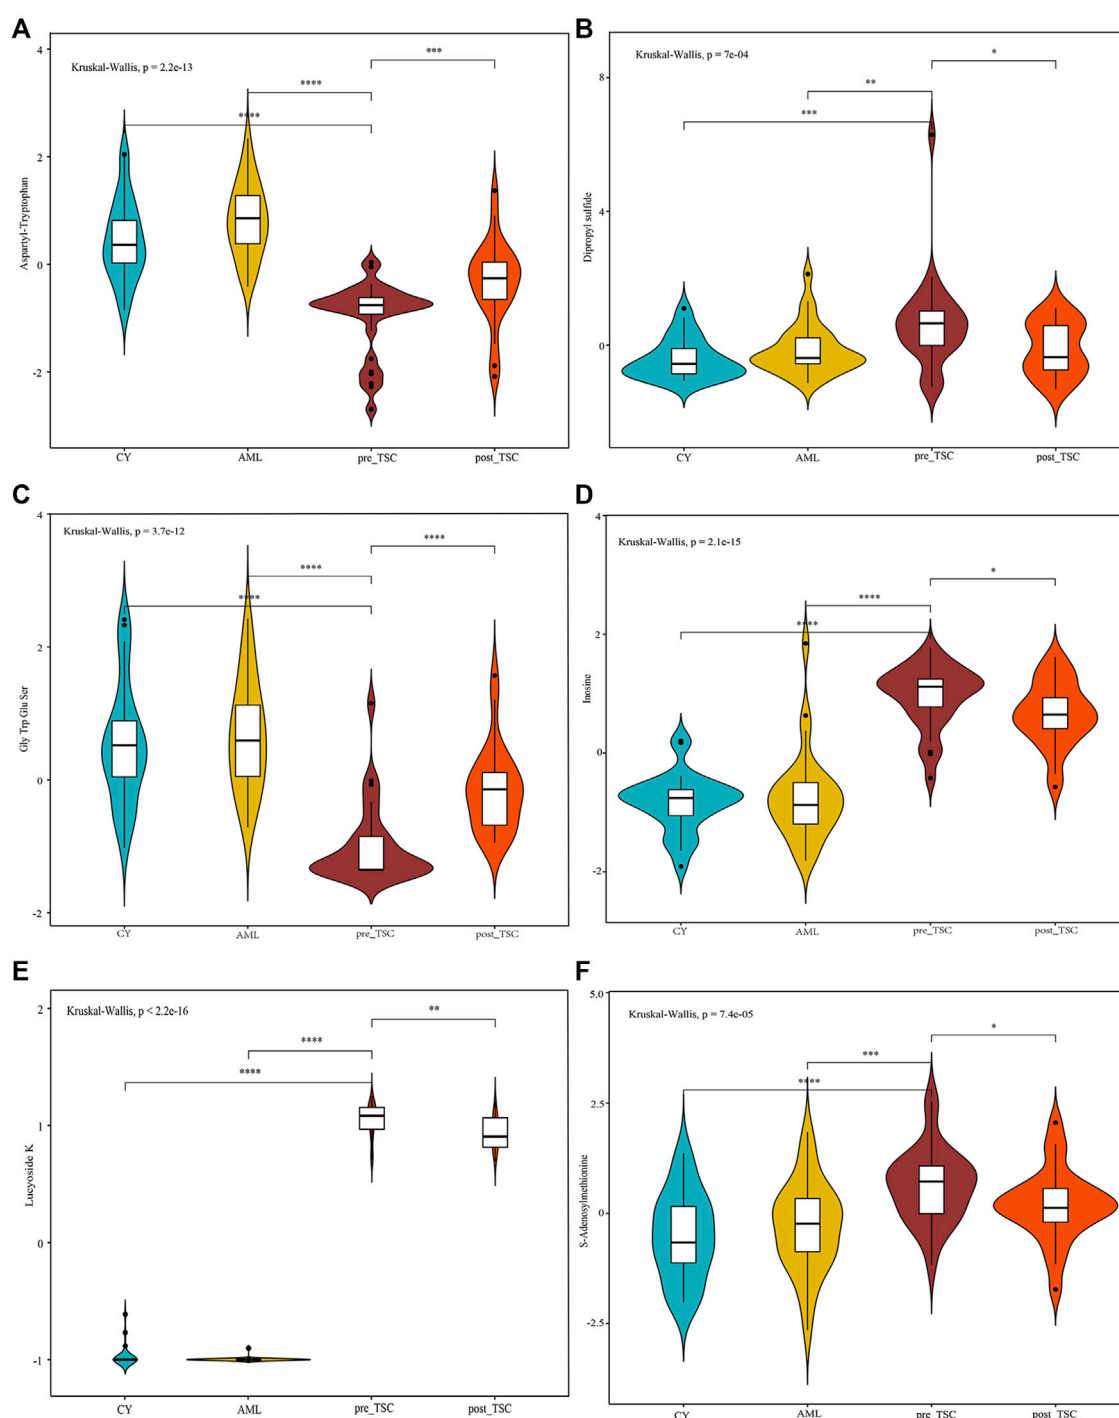 A
Kruskal-Wallis, p = 2.2e-13
***
****
****
Aspartyl-Tryptophan
4
2
0
-2
CY
AML
pre_TSC
post_TSC
B
Kruskal-Wallis, p = 7e-04
*
**
***
Dipropyl sulfide
8
4
0
CY
AML
pre_TSC
post_TSC
C
Kruskal-Wallis, p = 3.7e-12
****
****
****
Gly Trp Glu Ser
4
2
0
-2
CY
AML
pre_TSC
post_TSC
D
Kruskal-Wallis, p = 2.1e-15
*
****
****
Inosine
4
2
0
-2
CY
AML
pre_TSC
post_TSC
E
Kruskal-Wallis, p < 2.2e-16
**
****
****
Lucyoside K
2
1
0
-1
CY
AML
pre_TSC
post_TSC
F
Kruskal-Wallis, p = 7.4e-05
*
***
****
S-Adenosylmethionine
5.0
2.5
0
-2.5
CY
AML
pre_TSC
post_TSC